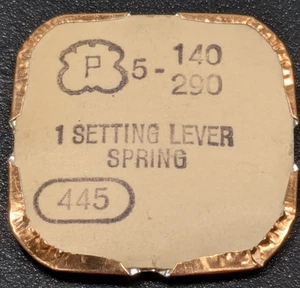 P 5 - 140
290
1 SETTING LEVER
SPRING
445